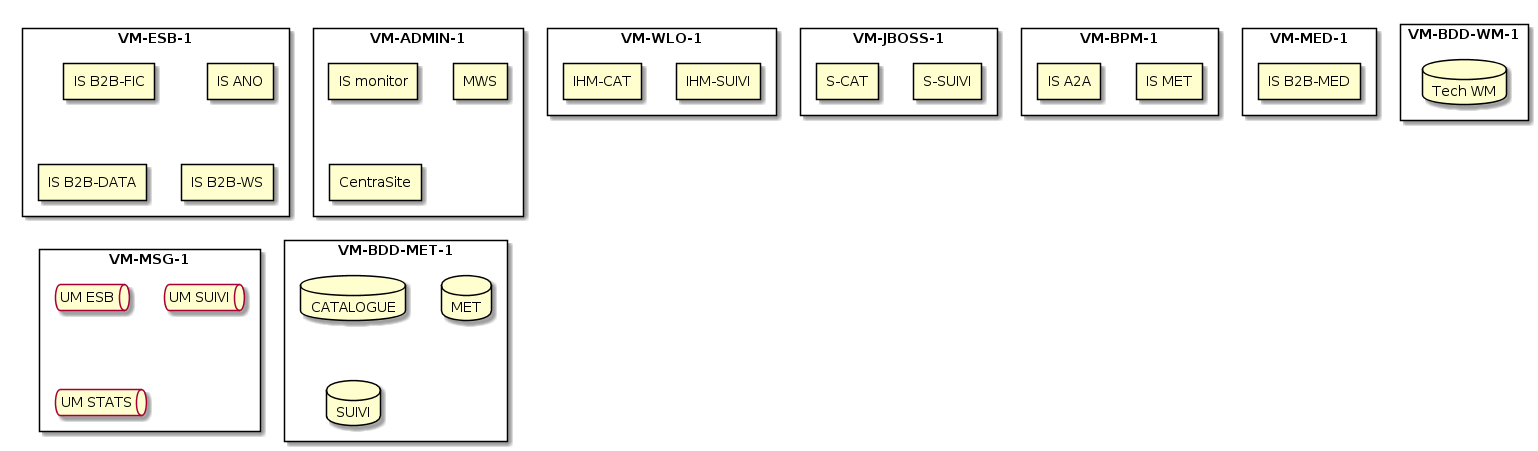 VM-ESB-1
IS B2B-FIC
IS ANO
IS B2B-DATA
IS B2B-WS
VM-ADMIN-1
IS monitor
MWS
CentraSite
VM-WLO-1
IHM-CAT
IHM-SUIVI
VM-JBOSS-1
S-CAT
S-SUIVI
VM-BPM-1
IS A2A
IS MET
VM-MED-1
IS B2B-MED
VM-BDD-WM-1
Tech WM
VM-MSG-1
UM ESB
UM SUIVI
UM STATS
VM-BDD-MET-1
CATALOGUE
MET
SUIVI